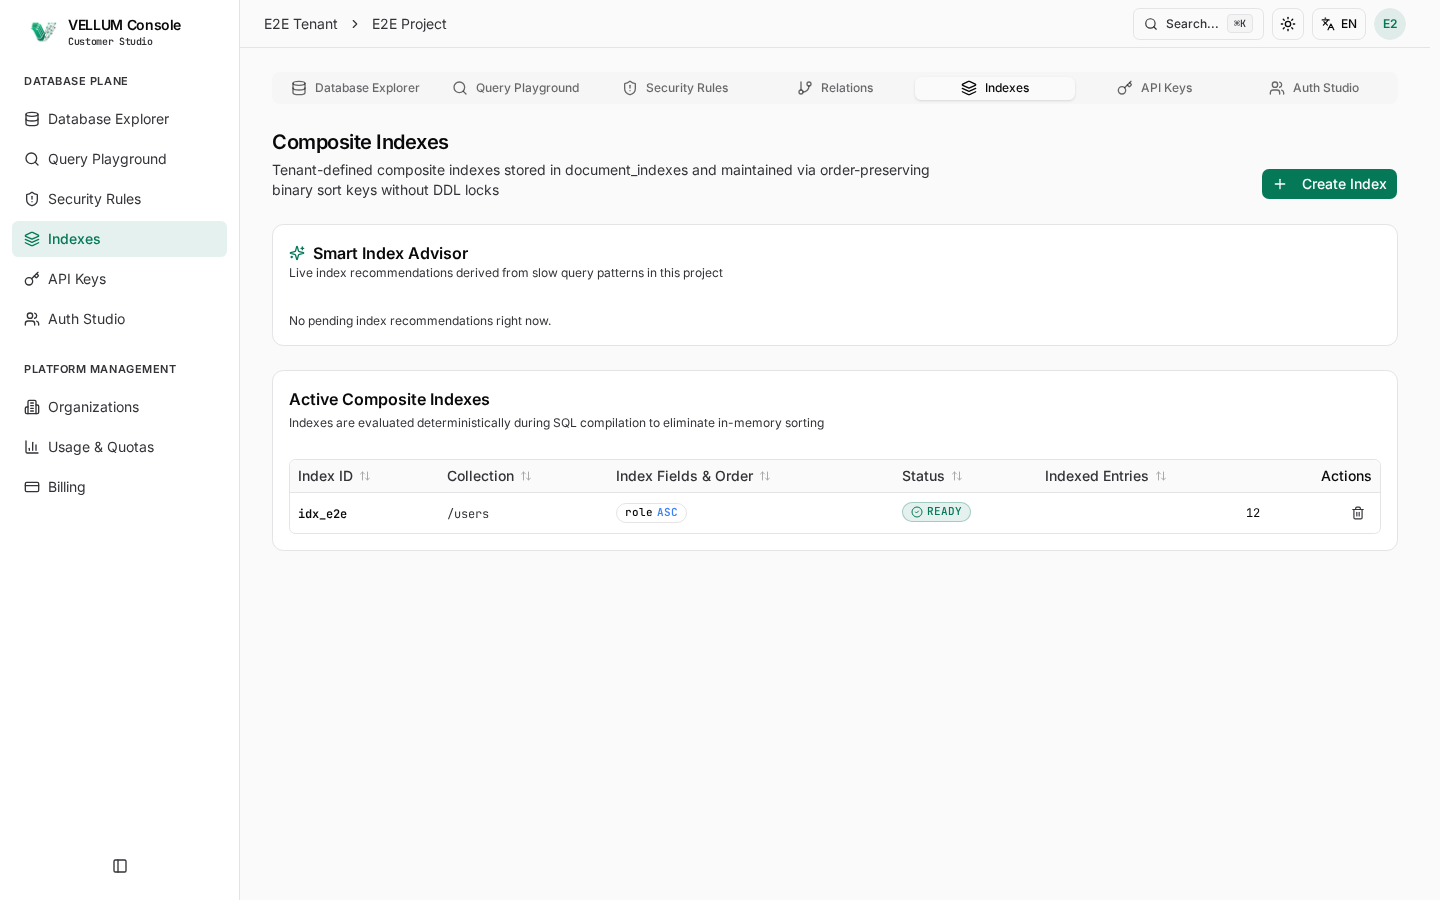 VELLUM Console
Customer Studio
DATABASE PLANE
Database Explorer
Query Playground
Security Rules
Indexes
API Keys
Auth Studio
PLATFORM MANAGEMENT
Organizations
Usage & Quotas
Billing
E2E Tenant
E2E Project
Search...
⌘K
EN
E2
Database Explorer
Query Playground
Security Rules
Relations
Indexes
API Keys
Auth Studio
Composite Indexes
Tenant-defined composite indexes stored in document_indexes and maintained via order-preserving
binary sort keys without DDL locks
Create Index
Smart Index Advisor
Live index recommendations derived from slow query patterns in this project
No pending index recommendations right now.
Active Composite Indexes
Indexes are evaluated deterministically during SQL compilation to eliminate in-memory sorting
Index ID Collection Index Fields & Order Status Indexed Entries Actions
idx_e2e /users role ASC READY 12